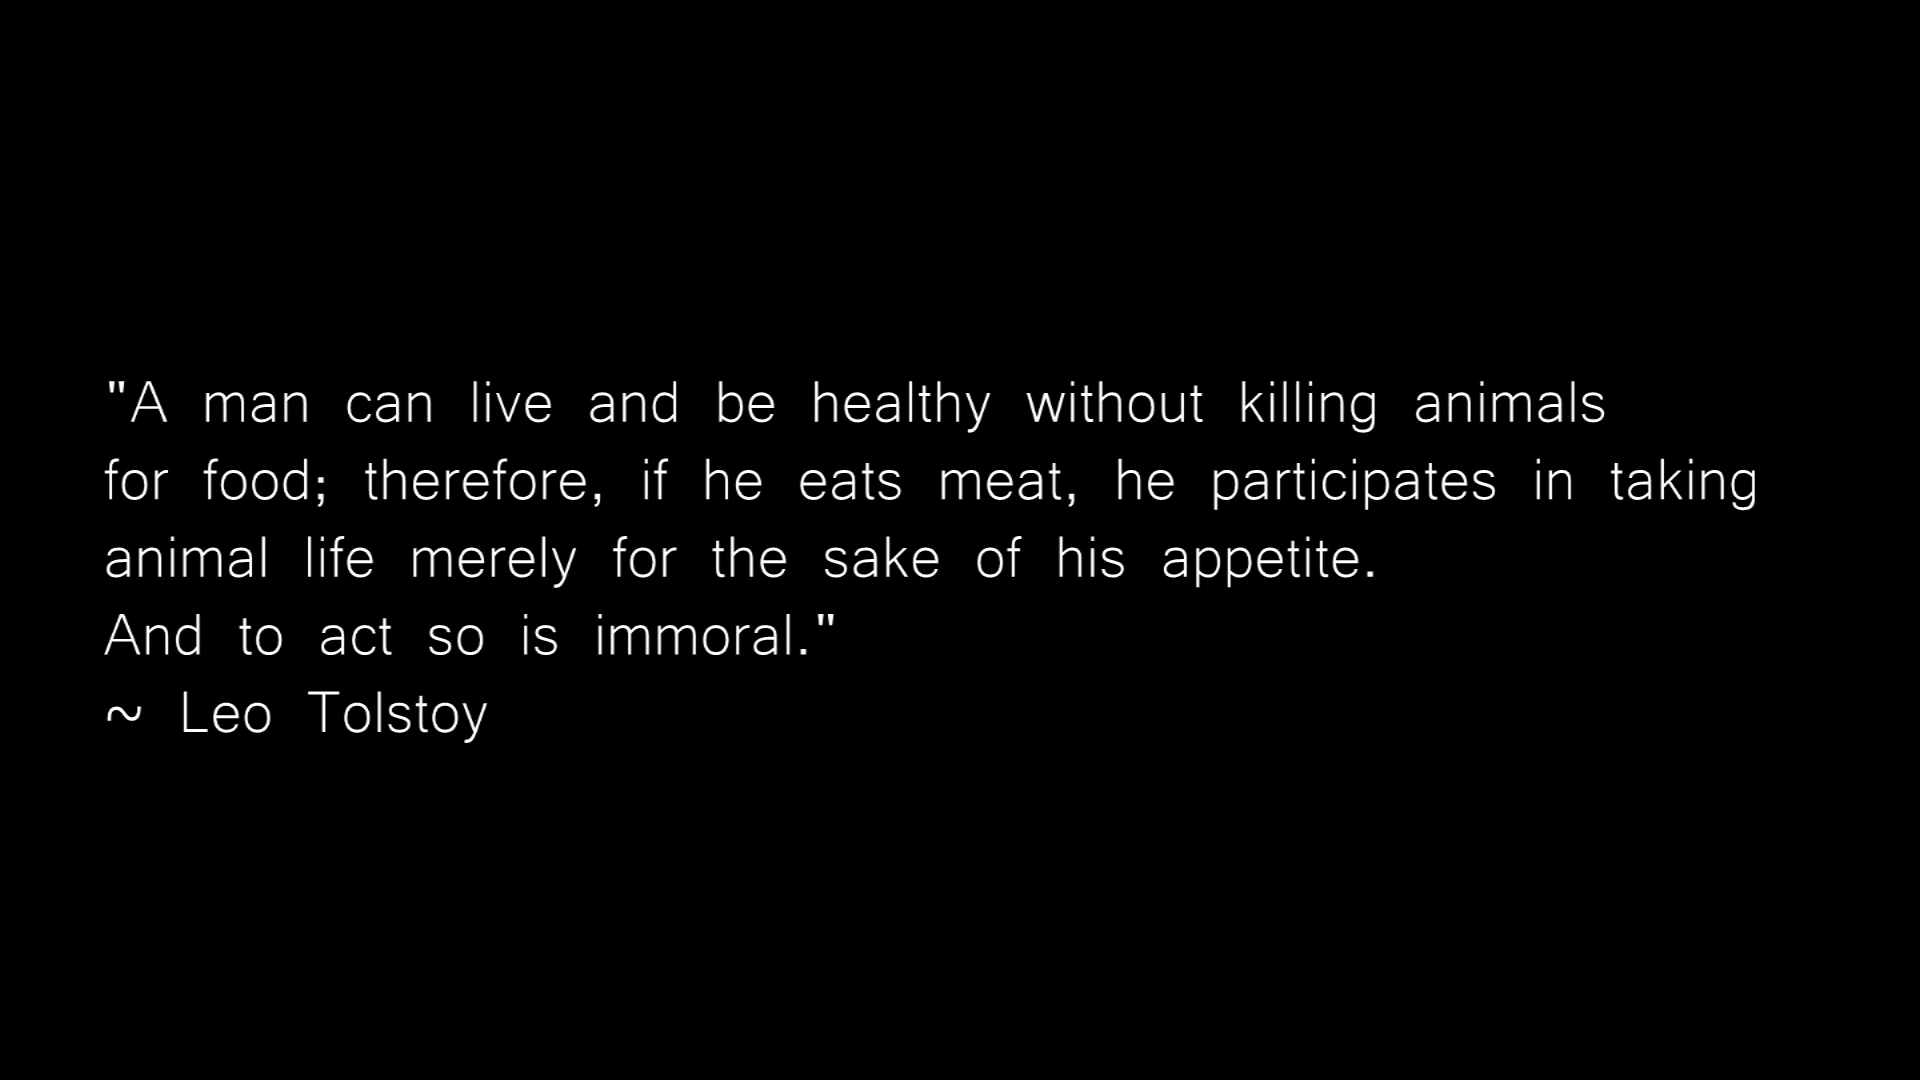 "A man can live and be healthy without killing animals
for food; therefore, if he eats meat, he participates in taking
animal life merely for the sake of his appetite.
And to act so is immoral."
~ Leo Tolstoy